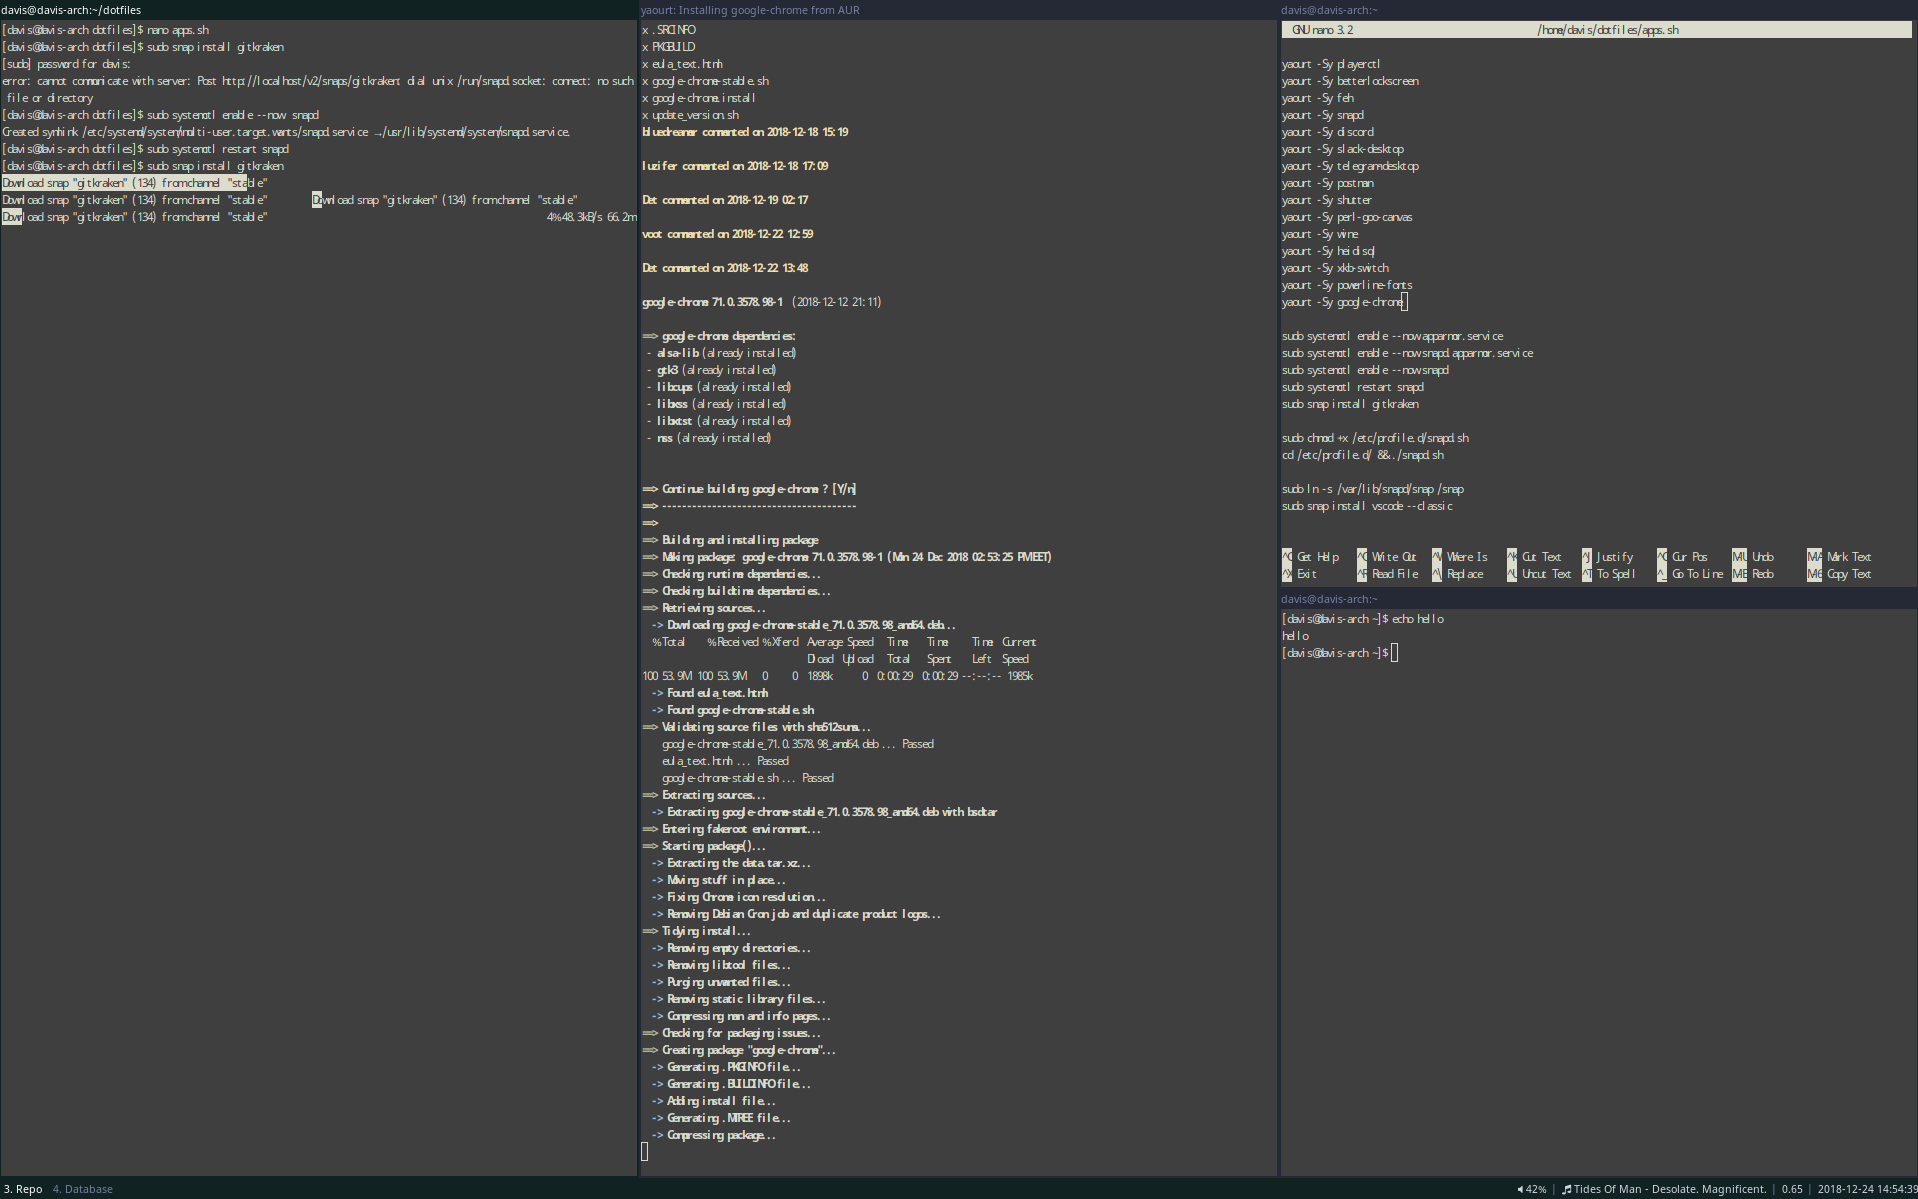 davis@davis-arch:~/dotfiles
[davis@davis-arch dotfiles]$ nano apps.sh
[davis@davis-arch dotfiles]$ sudo snap install gitkraken
[sudo] password for davis:
error: cannot communicate with server: Post http://localhost/v2/snaps/gitkraken: dial unix /run/snapd.socket: connect: no such
 file or directory
[davis@davis-arch dotfiles]$ sudo systemctl enable --now snapd
Created symlink /etc/systemd/system/multi-user.target.wants/snapd.service → /usr/lib/systemd/system/snapd.service.
[davis@davis-arch dotfiles]$ sudo systemctl restart snapd
[davis@davis-arch dotfiles]$ sudo snap install gitkraken
Download snap "gitkraken" (134) from channel "stable"
Download snap "gitkraken" (134) from channel "stable" Download snap "gitkraken" (134) from channel "stable"
Download snap "gitkraken" (134) from channel "stable" 4% 48.3kB/s 66.2m
yaourt: Installing google-chrome from AUR
x .SRCINFO
x PKGBUILD
x eula_text.html
x google-chrome-stable.sh
x google-chrome.install
x update_version.sh
bluedreamer commented on 2018-12-18 15:19
luzifer commented on 2018-12-18 17:09
Det commented on 2018-12-19 02:17
voot commented on 2018-12-22 12:59
Det commented on 2018-12-22 13:48
google-chrome 71.0.3578.98-1 (2018-12-12 21:11)
==> google-chrome dependencies:
 - alsa-lib (already installed)
 - gtk3 (already installed)
 - libcups (already installed)
 - libxss (already installed)
 - libxtst (already installed)
 - nss (already installed)
==> Continue building google-chrome ? [Y/n]
==> ---------------------------------------
==>
==> Building and installing package
==> Making package: google-chrome 71.0.3578.98-1 (Mon 24 Dec 2018 02:53:25 PM EET)
==> Checking runtime dependencies...
==> Checking buildtime dependencies...
==> Retrieving sources...
  -> Downloading google-chrome-stable_71.0.3578.98_amd64.deb...
  % Total    % Received % Xferd  Average Speed   Time    Time     Time  Current
                                 Dload  Upload   Total   Spent    Left  Speed
100 53.9M 100 53.9M   0     0  1898k      0  0:00:29  0:00:29 --:--:--  1985k
  -> Found eula_text.html
  -> Found google-chrome-stable.sh
==> Validating source files with sha512sums...
    google-chrome-stable_71.0.3578.98_amd64.deb ... Passed
    eula_text.html ... Passed
    google-chrome-stable.sh ... Passed
==> Extracting sources...
  -> Extracting google-chrome-stable_71.0.3578.98_amd64.deb with bsdtar
==> Entering fakeroot environment...
==> Starting package()...
  -> Extracting the data.tar.xz...
  -> Moving stuff in place...
  -> Fixing Chrome icon resolution...
  -> Removing Debian Cron job and duplicate product logos...
==> Tidying install...
  -> Removing empty directories...
  -> Removing libtool files...
  -> Purging unwanted files...
  -> Removing static library files...
  -> Compressing man and info pages...
==> Checking for packaging issues...
==> Creating package "google-chrome"...
  -> Generating .PKGINFO file...
  -> Generating .BUILDINFO file...
  -> Adding install file...
  -> Generating .MTREE file...
  -> Compressing package...
davis@davis-arch:~
GNU nano 3.2 /home/davis/dotfiles/apps.sh
yaourt -Sy playerctl
yaourt -Sy betterlockscreen
yaourt -Sy feh
yaourt -Sy snapd
yaourt -Sy discord
yaourt -Sy slack-desktop
yaourt -Sy telegram-desktop
yaourt -Sy postman
yaourt -Sy shutter
yaourt -Sy perl-goo-canvas
yaourt -Sy wine
yaourt -Sy heidisql
yaourt -Sy xkb-switch
yaourt -Sy powerline-fonts
yaourt -Sy google-chrome
sudo systemctl enable --now apparmor.service
sudo systemctl enable --now snapd.apparmor.service
sudo systemctl enable --now snapd
sudo systemctl restart snapd
sudo snap install gitkraken
sudo chmod +x /etc/profile.d/snapd.sh
cd /etc/profile.d/ && ./snapd.sh
sudo ln -s /var/lib/snapd/snap /snap
sudo snap install vscode --classic
^G Get Help ^O Write Out ^W Where Is ^K Cut Text ^J Justify ^C Cur Pos M-U Undo M-A Mark Text
^X Exit ^R Read File ^\ Replace ^U Uncut Text ^T To Spell ^_ Go To Line M-E Redo M-6 Copy Text
davis@davis-arch:~
[davis@davis-arch ~]$ echo hello
hello
[davis@davis-arch ~]$
3. Repo 4. Database 42% | Tides Of Man - Desolate. Magnificent. | 0.65 | 2018-12-24 14:54:39